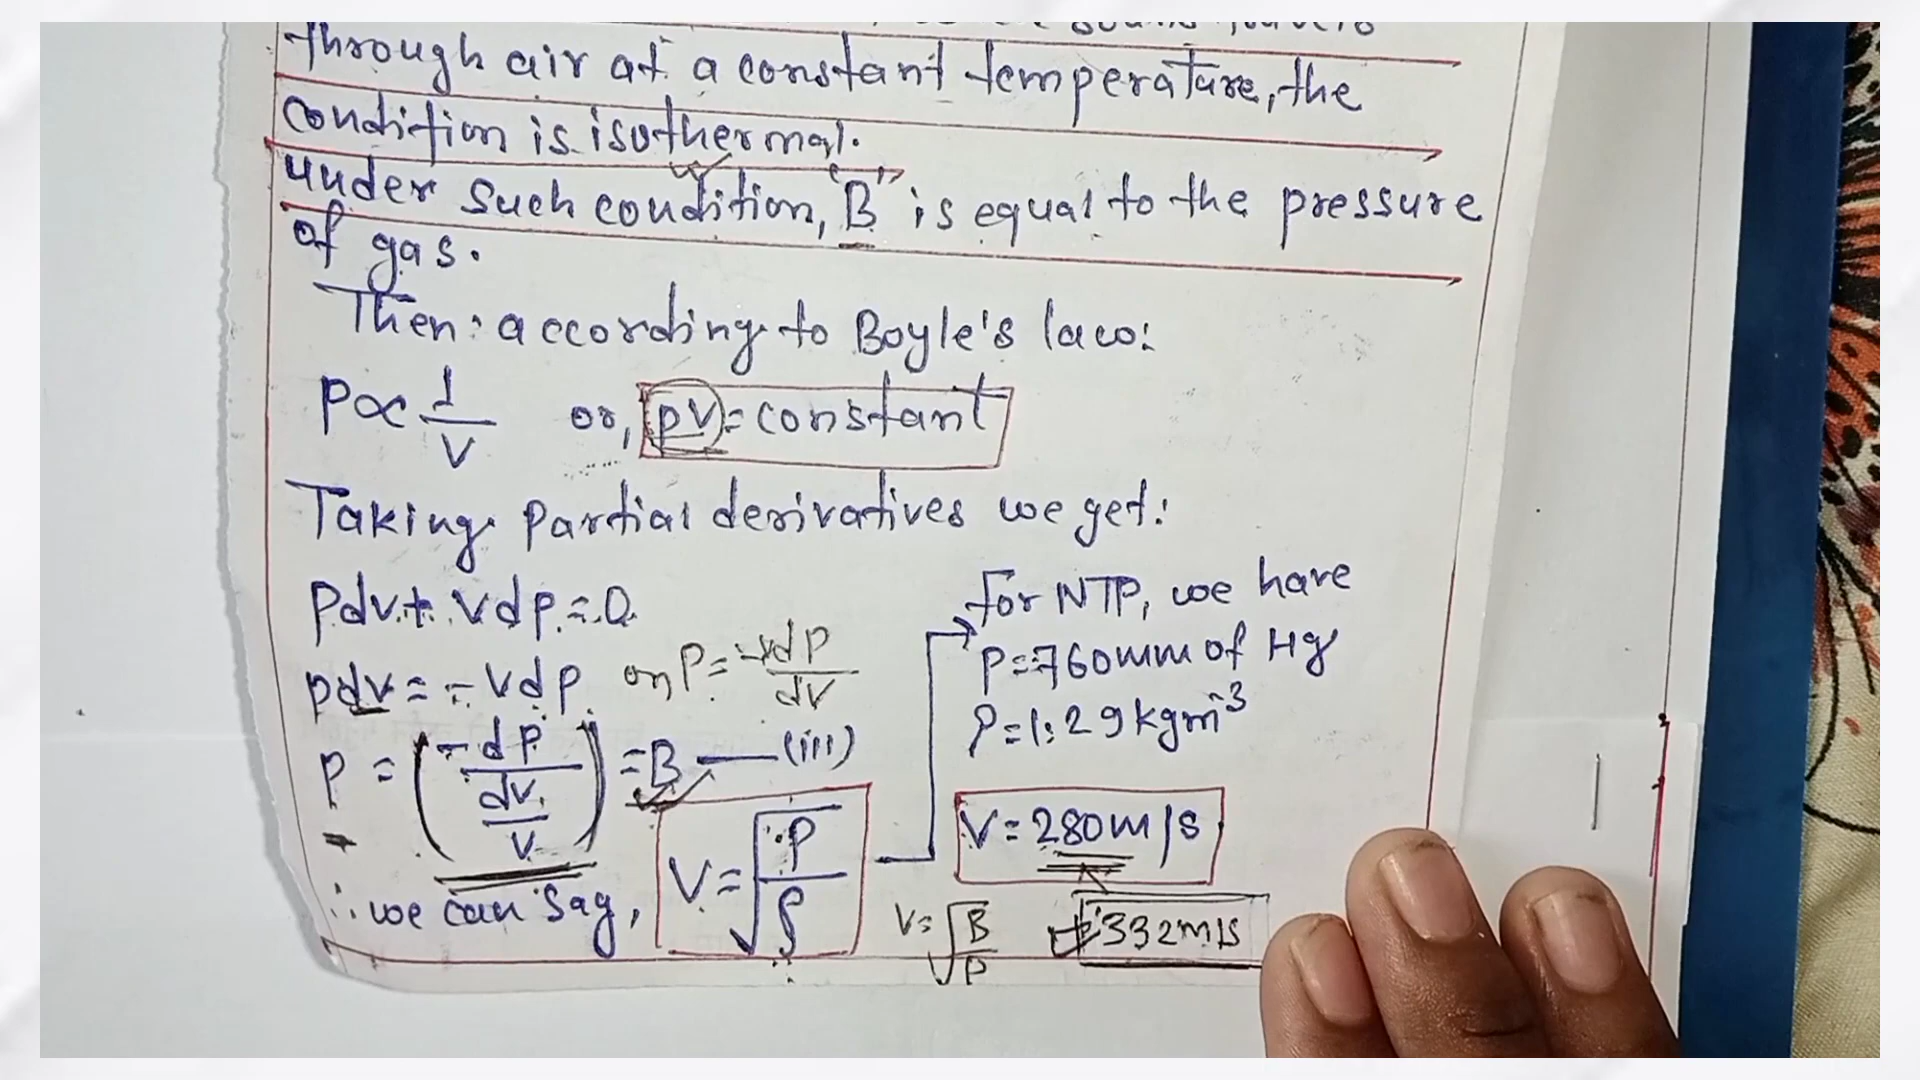 through air at a constant temperature, the
condition is isothermal.
under such condition, "B" is equal to the pressure
of gas.
Then: according to Boyle's law:
P∝ 1/V or, PV = constant
Taking partial derivatives we get:
Pdv + Vdp = 0
pdv = -Vdp or P = -vdp/dv
P = (-dp/(dv/v)) = B — (iii)
∴ we can say, V = √(P/ρ)
For NTP, we have
P = 760mm of Hg
ρ = 1.29kgm⁻³
V = 280m/s
V = √(B/ρ) 332m/s